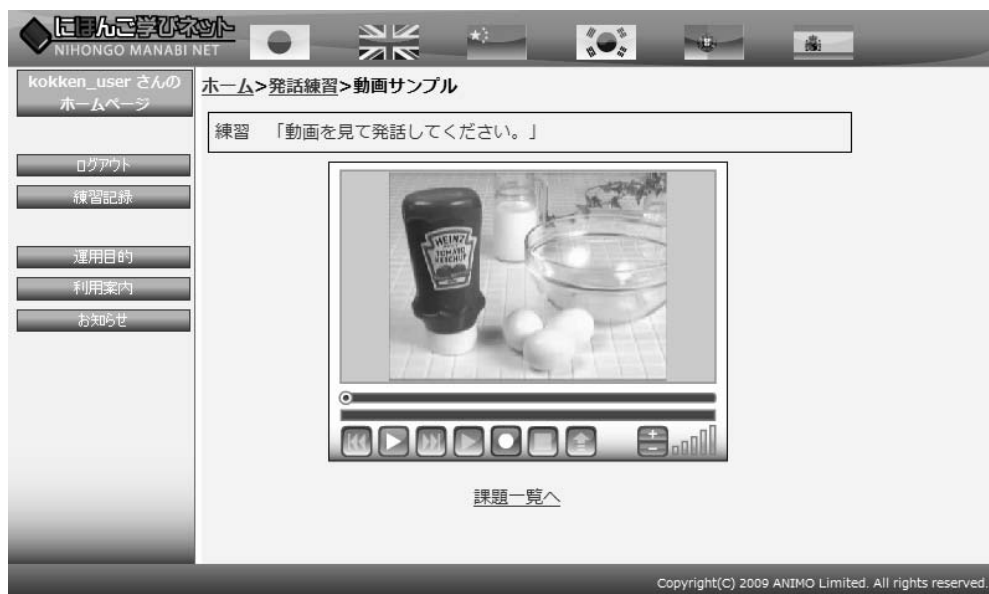 にほんご学びネット
NIHONGO MANABI NET
kokken_user さんの
ホームページ
ログアウト
練習記録
運用目的
利用案内
お知らせ
ホーム>発話練習>動画サンプル
練習 「動画を見て発話してください。」
HEINZ
TOMATO
KETCHUP
課題一覧へ
Copyright(C) 2009 ANIMO Limited. All rights reserved.